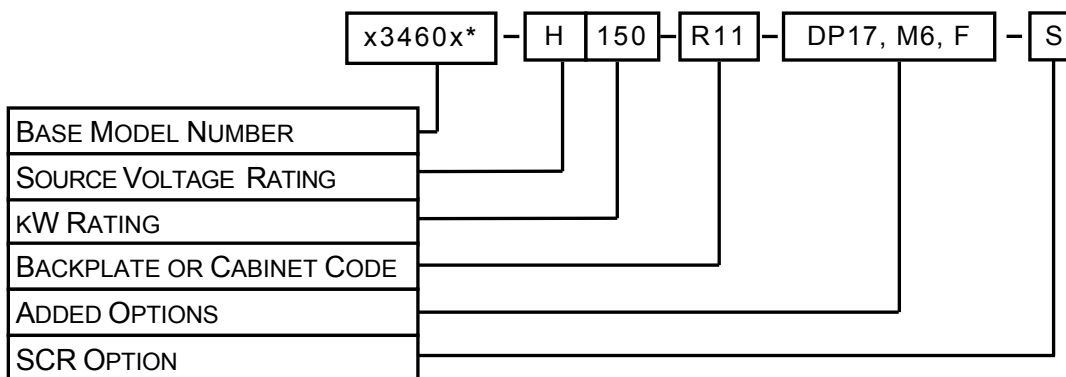 x3460x* – H 150 – R11 – DP17, M6, F – S
BASE MODEL NUMBER
SOURCE VOLTAGE RATING
KW RATING
BACKPLATE OR CABINET CODE
ADDED OPTIONS
SCR OPTION